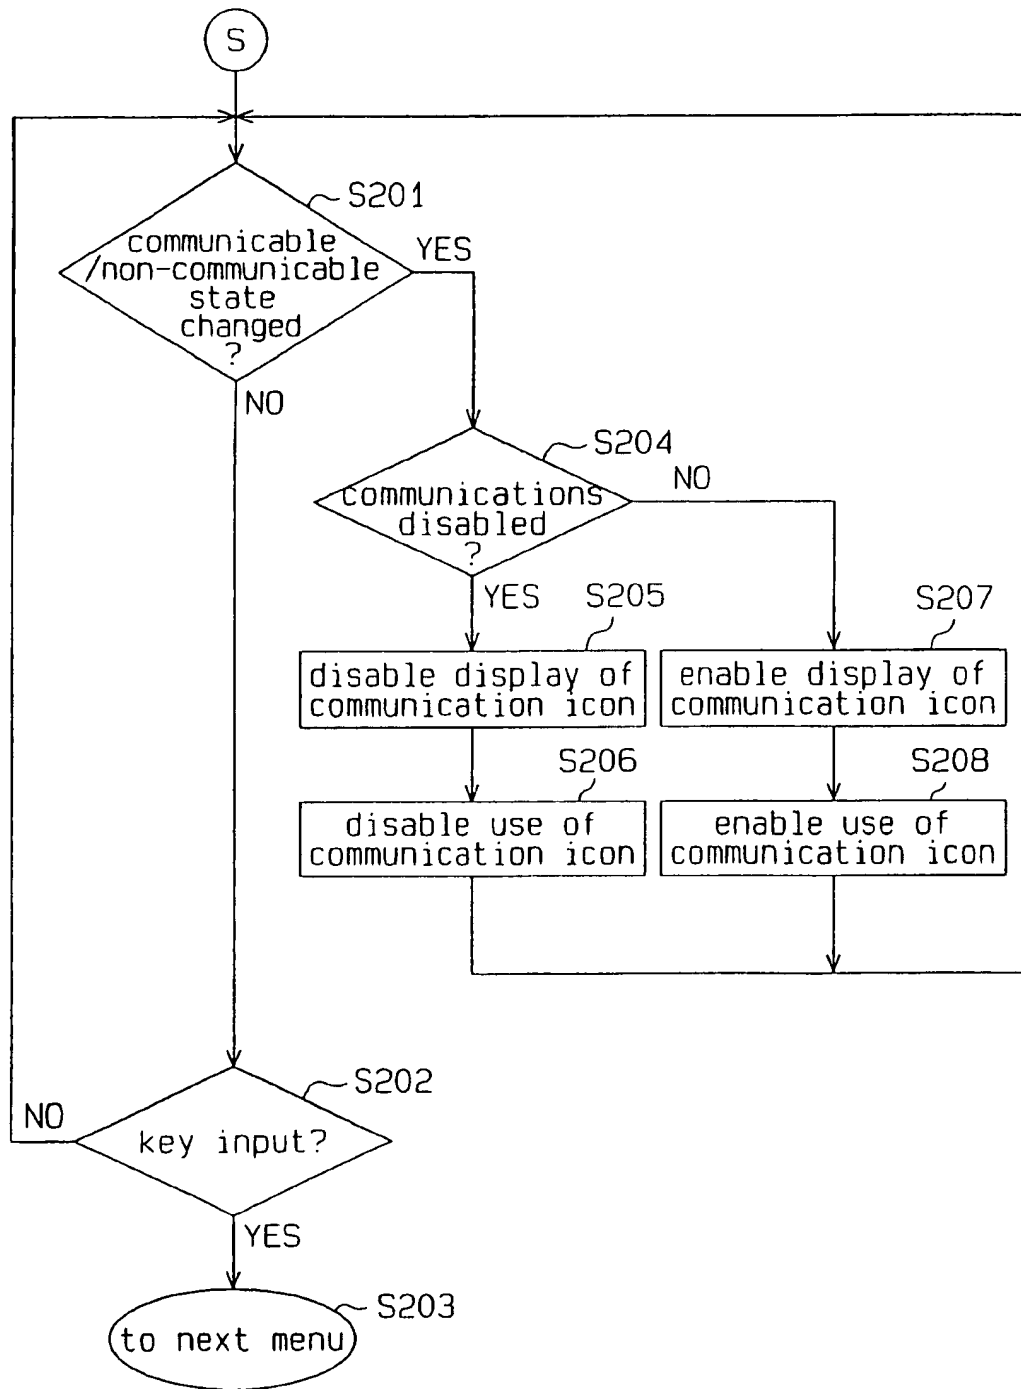 S
S201
communicable
/non-communicable
state
changed
?
YES
NO
S204
communications
disabled
?
NO
YES
S205
disable display of
communication icon
S207
enable display of
communication icon
S206
disable use of
communication icon
S208
enable use of
communication icon
S202
key input?
NO
YES
S203
to next menu